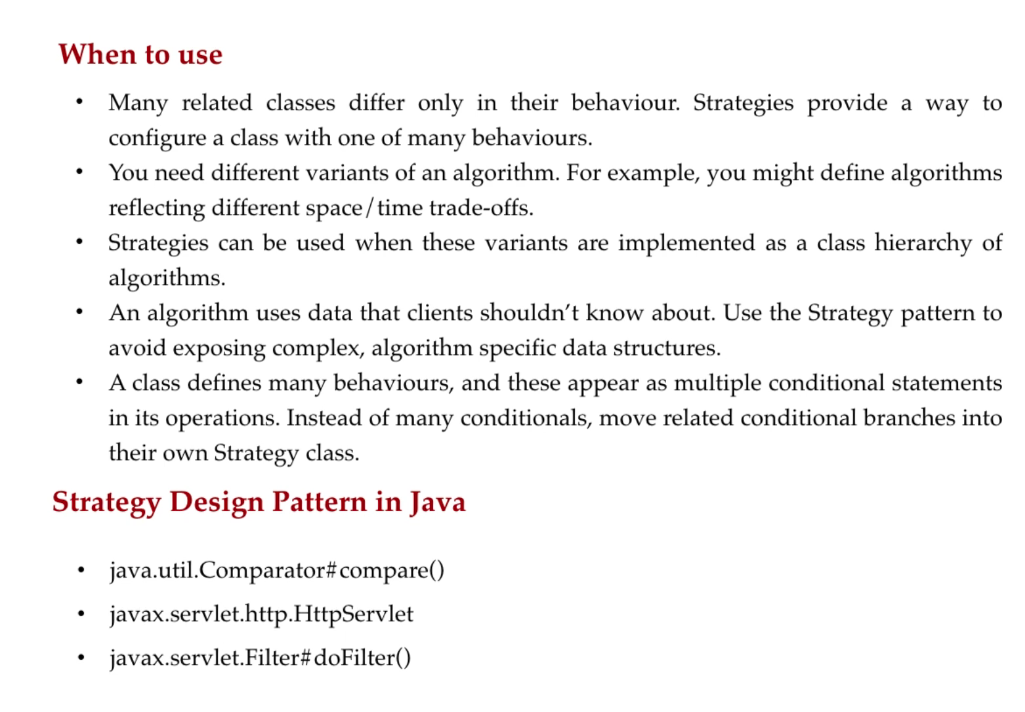 When to use
• Many related classes differ only in their behaviour. Strategies provide a way to
configure a class with one of many behaviours.
• You need different variants of an algorithm. For example, you might define algorithms
reflecting different space/time trade-offs.
• Strategies can be used when these variants are implemented as a class hierarchy of
algorithms.
• An algorithm uses data that clients shouldn't know about. Use the Strategy pattern to
avoid exposing complex, algorithm specific data structures.
• A class defines many behaviours, and these appear as multiple conditional statements
in its operations. Instead of many conditionals, move related conditional branches into
their own Strategy class.
Strategy Design Pattern in Java
• java.util.Comparator#compare()
• javax.servlet.http.HttpServlet
• javax.servlet.Filter#doFilter()